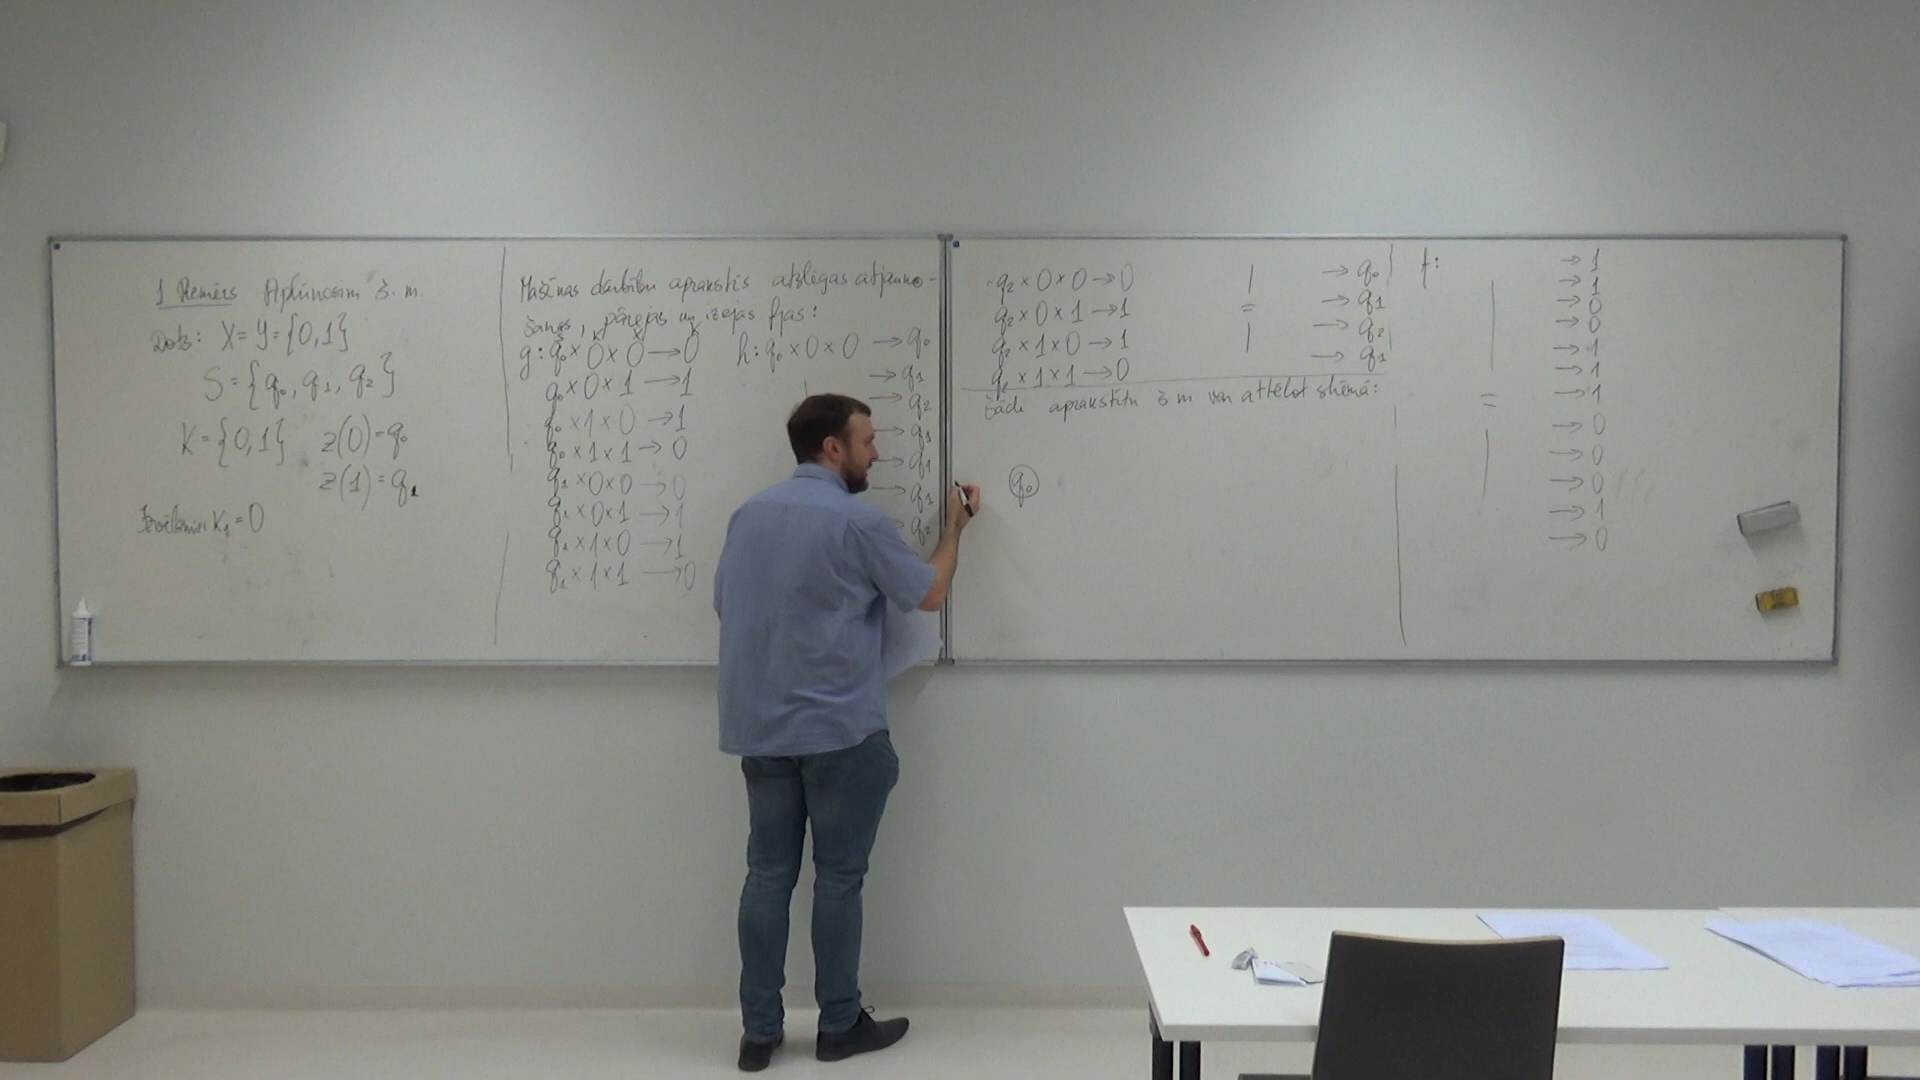 1 Piemērs Aplūkosim š.m.
Dots: X=Y={0,1}
S={q₀, q₁, q₂}
K={0,1} z(0)=q₀
z(1)=q₁
K₁=0
Mašīnas darbību aprakstīs atslēgas atjauno-
šanas, pārejas un izejas fjas:
S K X K
g: q₀×0×0→0
q₀×0×1→1
q₀×1×0→1
q₀×1×1→0
q₁×0×0→0
q₁×0×1→1
q₁×1×0→1
q₁×1×1→0
h: q₀×0×0 →q₀
→q₁
→q₂
→q₁
→q₁
→q₁
→q₂
q₂×0×0→0 | →q₀
q₂×0×1→1 = →q₁
q₂×1×0→1 | →q₂
q₂×1×1→0 →q₁
Šādi aprakstītu š m var attēlot shēmā:
q₀
f: →1
→1
→0
→0
→1
→1
= →1
→0
→0
→0
→1
→0